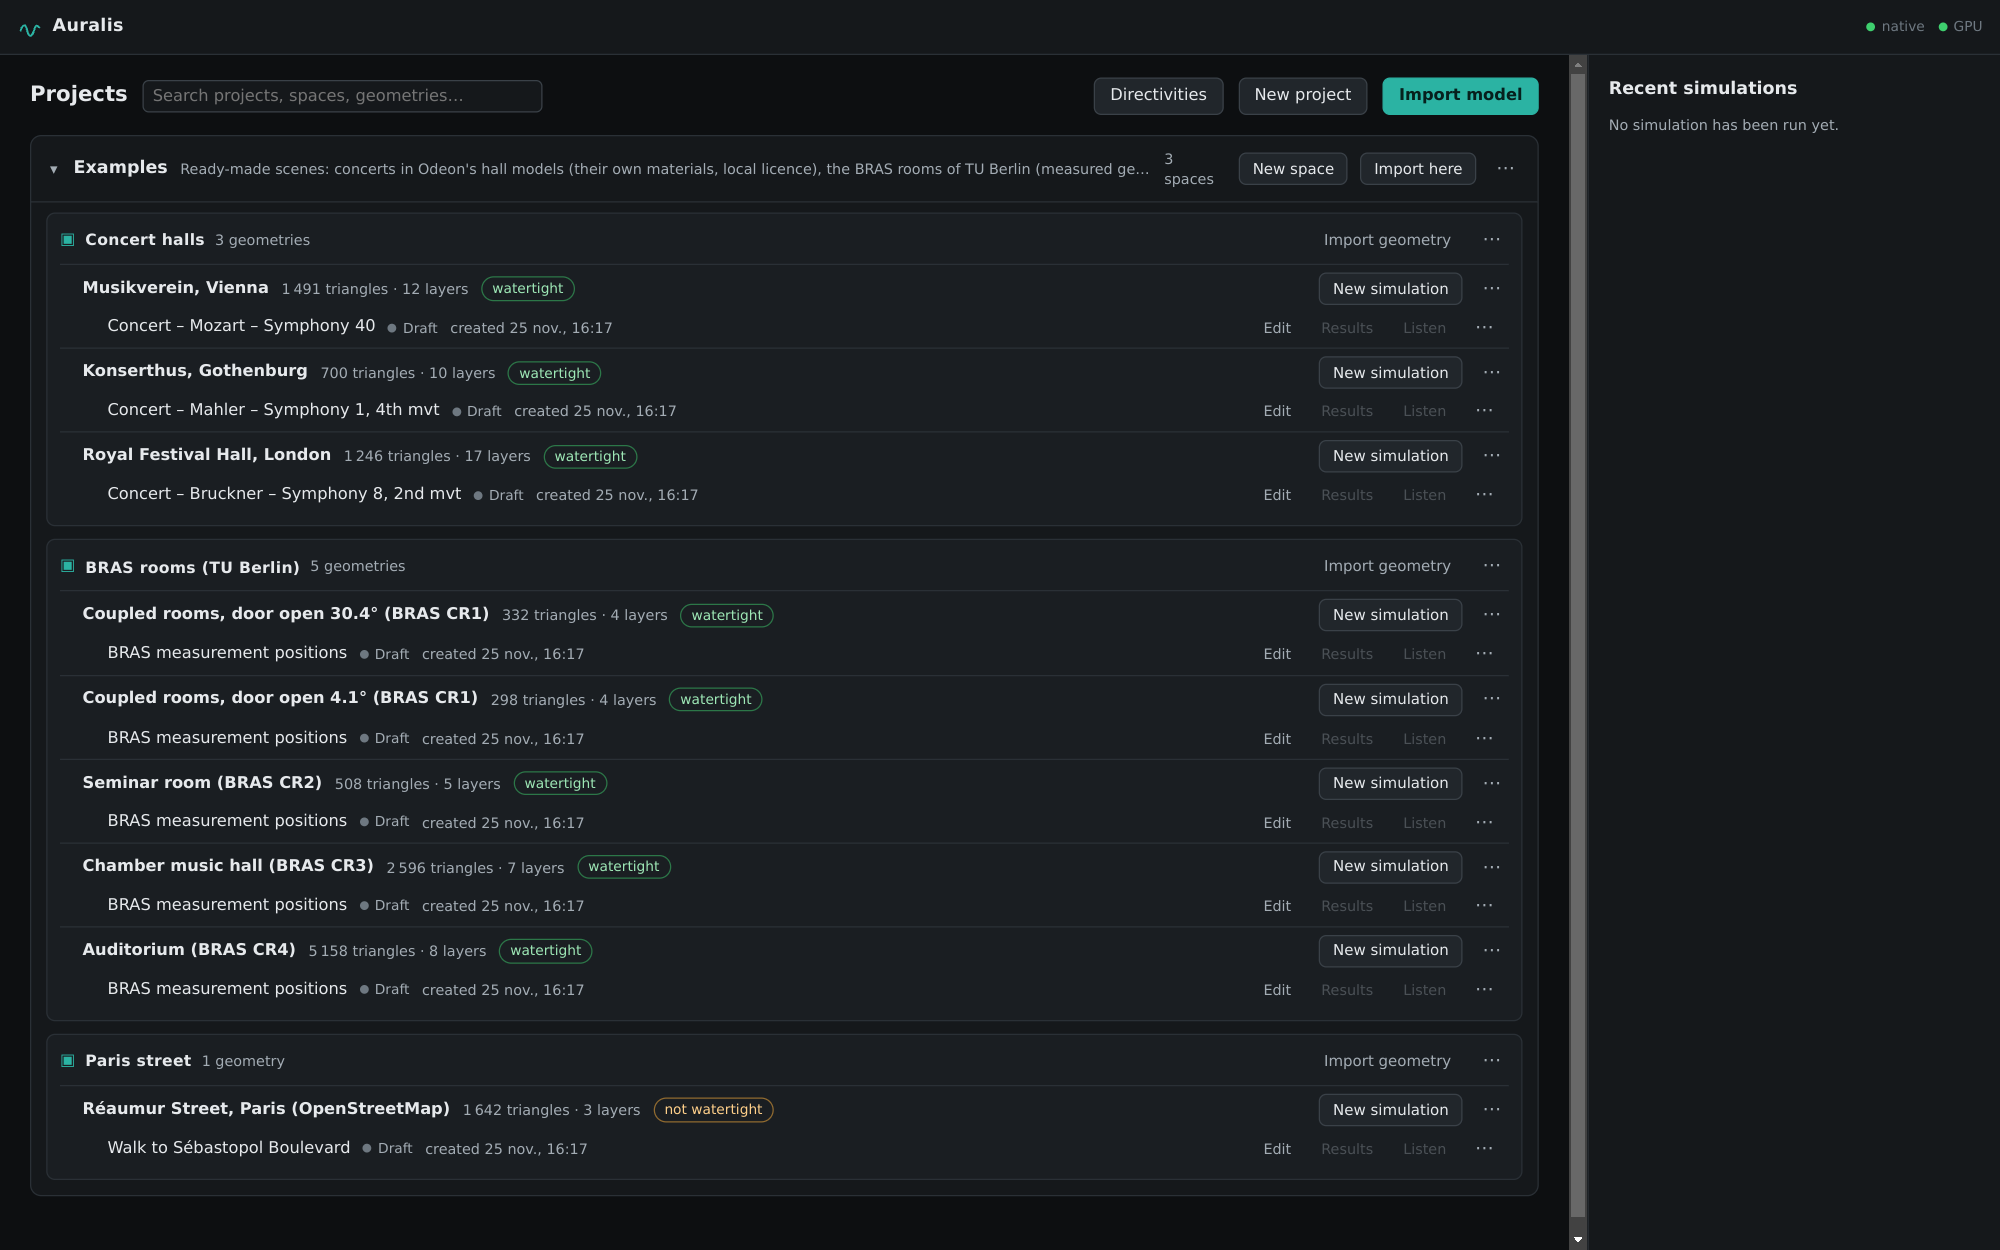 Auralis
native GPU
Projects
Search projects, spaces, geometries...
Directivities
New project
Import model
Recent simulations
No simulation has been run yet.
Examples Ready-made scenes: concerts in Odeon's hall models (their own materials, local licence), the BRAS rooms of TU Berlin (measured ge... 3 spaces New space Import here ...
Concert halls 3 geometries Import geometry ...
Musikverein, Vienna 1 491 triangles · 12 layers watertight New simulation ...
Concert – Mozart – Symphony 40 Draft created 25 nov., 16:17 Edit Results Listen ...
Konserthus, Gothenburg 700 triangles · 10 layers watertight New simulation ...
Concert – Mahler – Symphony 1, 4th mvt Draft created 25 nov., 16:17 Edit Results Listen ...
Royal Festival Hall, London 1 246 triangles · 17 layers watertight New simulation ...
Concert – Bruckner – Symphony 8, 2nd mvt Draft created 25 nov., 16:17 Edit Results Listen ...
BRAS rooms (TU Berlin) 5 geometries Import geometry ...
Coupled rooms, door open 30.4° (BRAS CR1) 332 triangles · 4 layers watertight New simulation ...
BRAS measurement positions Draft created 25 nov., 16:17 Edit Results Listen ...
Coupled rooms, door open 4.1° (BRAS CR1) 298 triangles · 4 layers watertight New simulation ...
BRAS measurement positions Draft created 25 nov., 16:17 Edit Results Listen ...
Seminar room (BRAS CR2) 508 triangles · 5 layers watertight New simulation ...
BRAS measurement positions Draft created 25 nov., 16:17 Edit Results Listen ...
Chamber music hall (BRAS CR3) 2 596 triangles · 7 layers watertight New simulation ...
BRAS measurement positions Draft created 25 nov., 16:17 Edit Results Listen ...
Auditorium (BRAS CR4) 5 158 triangles · 8 layers watertight New simulation ...
BRAS measurement positions Draft created 25 nov., 16:17 Edit Results Listen ...
Paris street 1 geometry Import geometry ...
Réaumur Street, Paris (OpenStreetMap) 1 642 triangles · 3 layers not watertight New simulation ...
Walk to Sébastopol Boulevard Draft created 25 nov., 16:17 Edit Results Listen ...